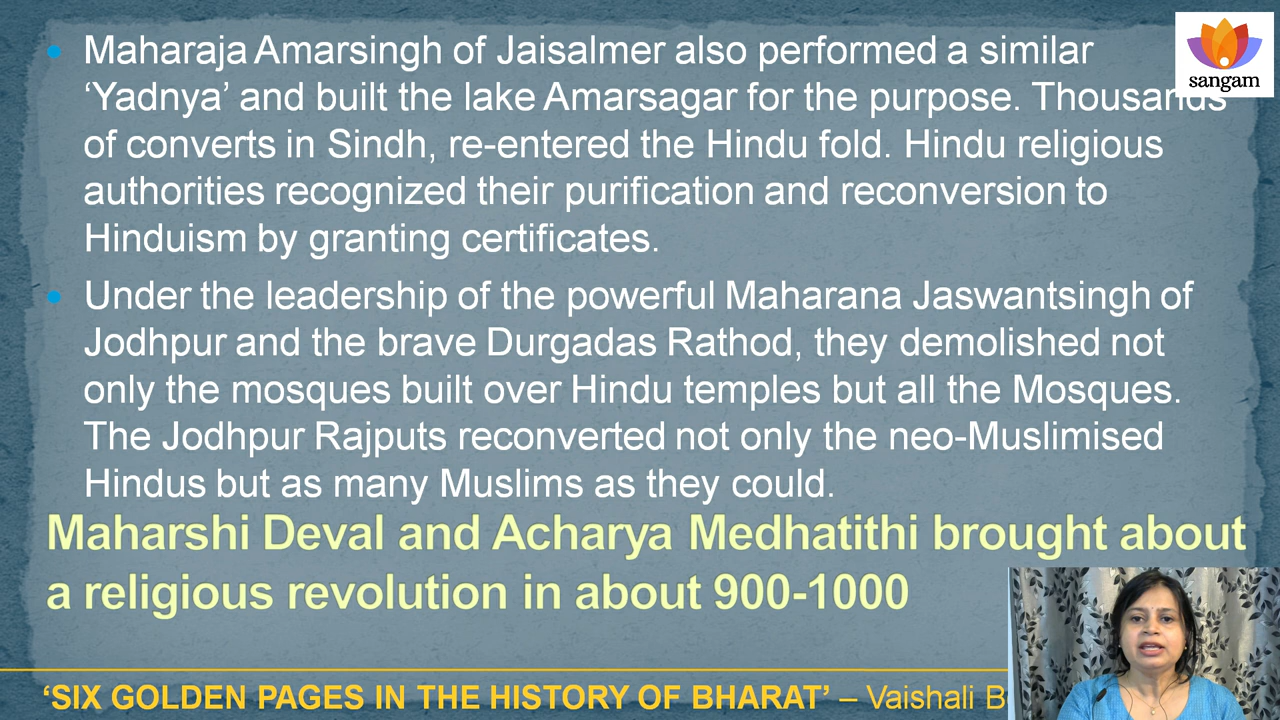 Maharaja Amarsingh of Jaisalmer also performed a similar
‘Yadnya’ and built the lake Amarsagar for the purpose. Thousands
of converts in Sindh, re-entered the Hindu fold. Hindu religious
authorities recognized their purification and reconversion to
Hinduism by granting certificates.
Under the leadership of the powerful Maharana Jaswantsingh of
Jodhpur and the brave Durgadas Rathod, they demolished not
only the mosques built over Hindu temples but all the Mosques.
The Jodhpur Rajputs reconverted not only the neo-Muslimised
Hindus but as many Muslims as they could.
Maharshi Deval and Acharya Medhatithi brought about
a religious revolution in about 900-1000
‘SIX GOLDEN PAGES IN THE HISTORY OF BHARAT’ – Vaishali
sangam